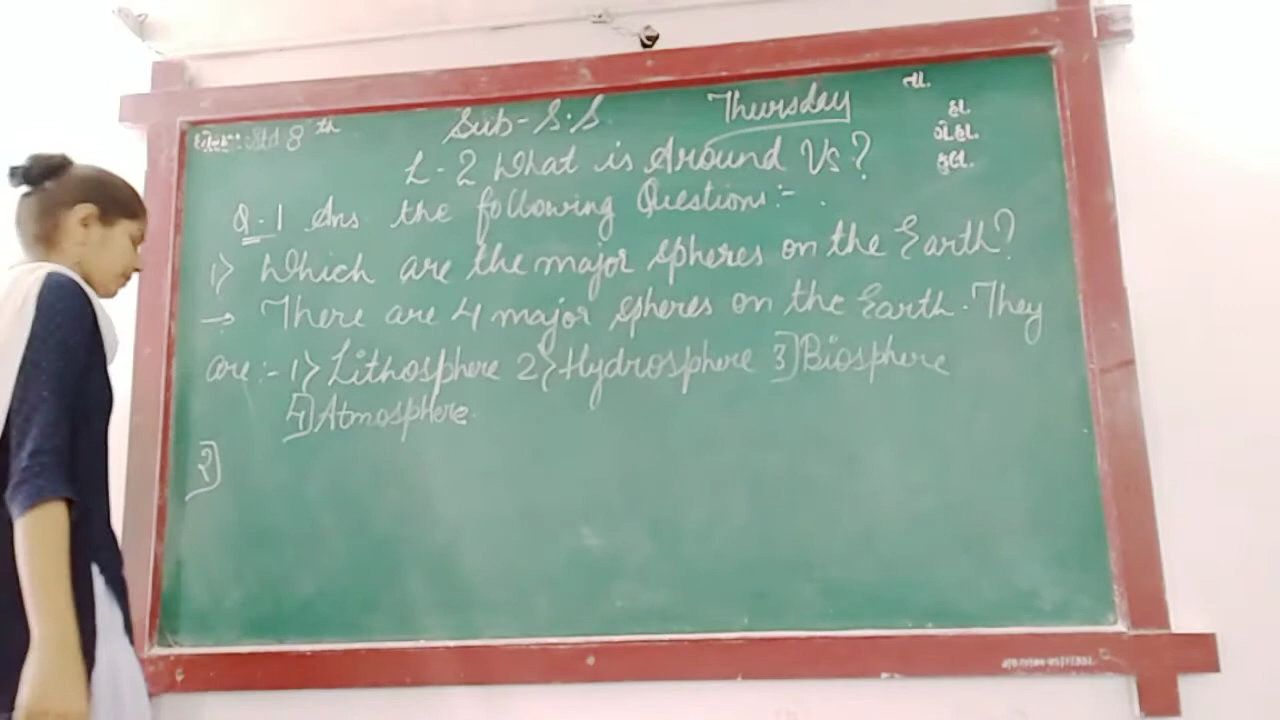 Std 8th Sub-S.S. Thursday તા.
હા.
ગે.હા.
કુલ.
L-2 What is Around Us?
Q-1 Ans the following Questions:-
1) Which are the major spheres on the Earth?
→ There are 4 major spheres on the Earth. They
are:- 1) Lithosphere 2) Hydrosphere 3) Biosphere
4) Atmosphere.
2)